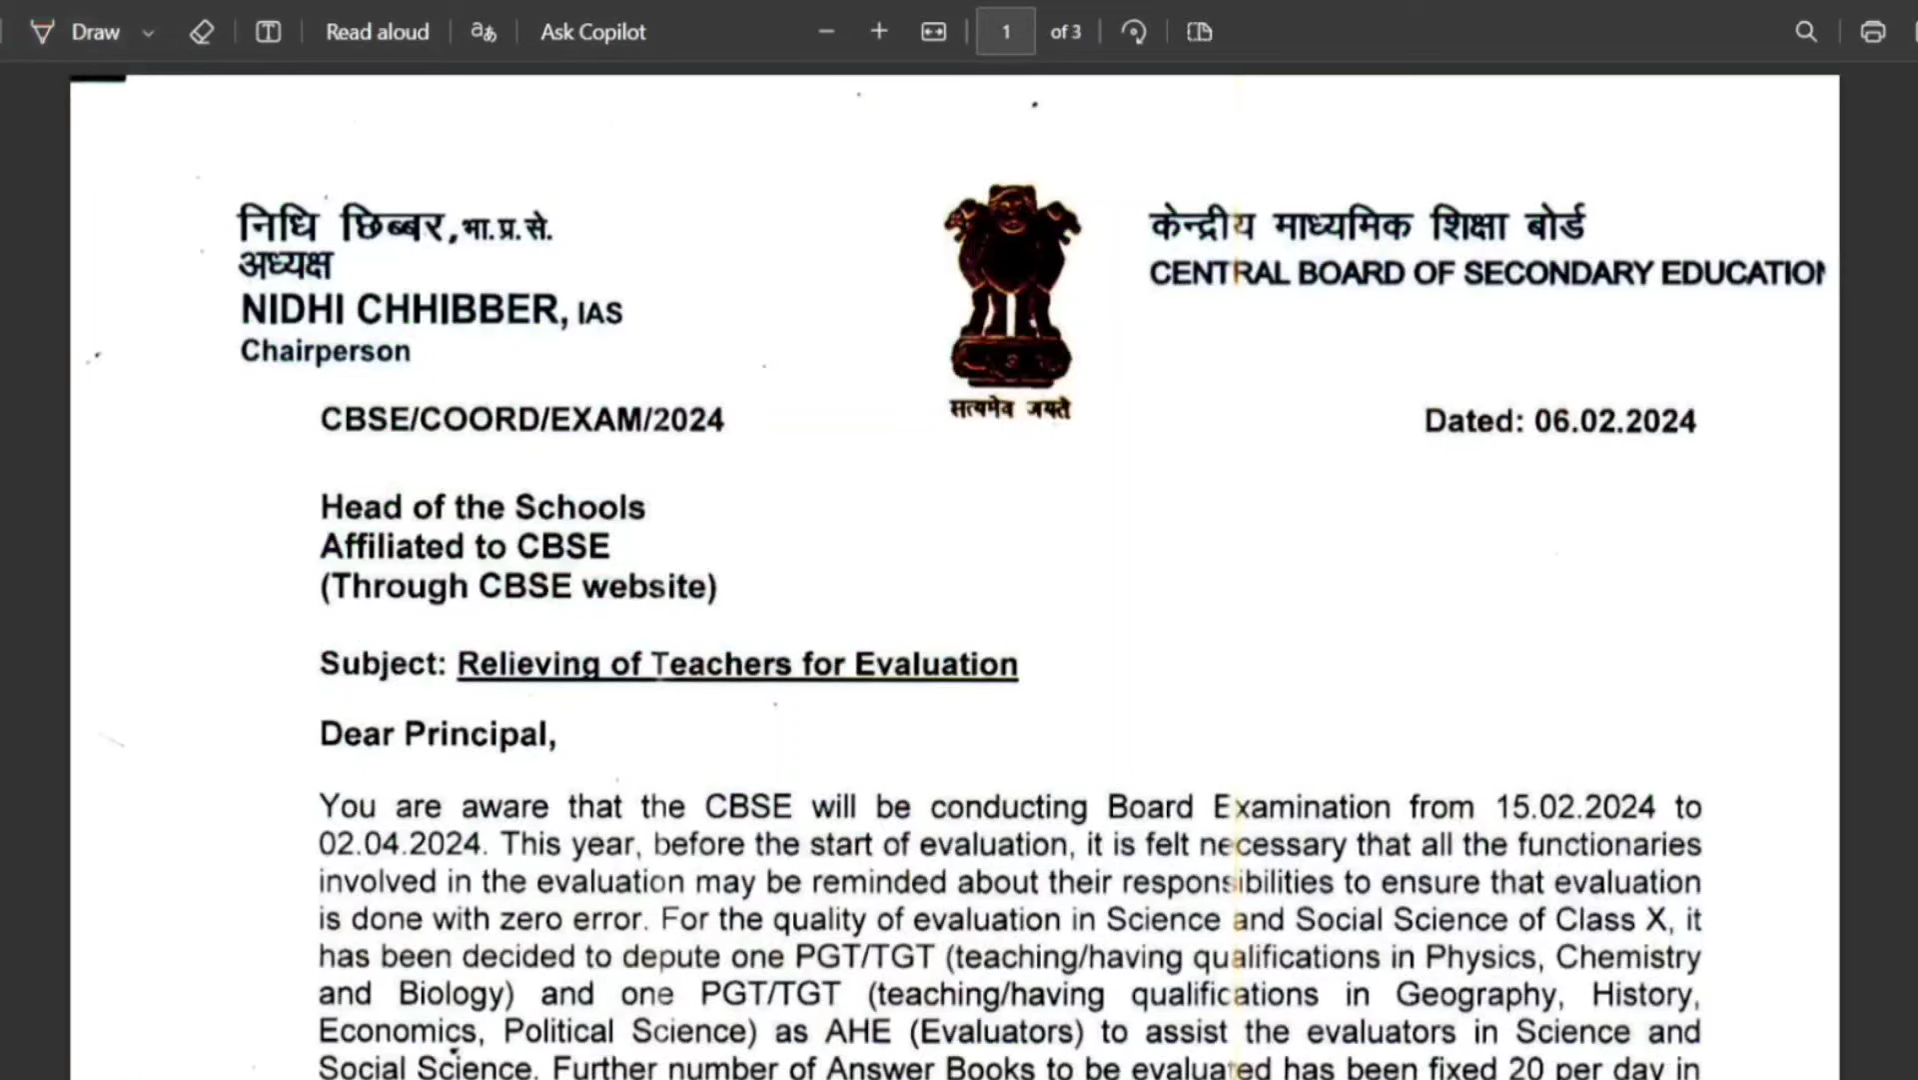 Draw
Read aloud
Ask Copilot
1
of 3
निधि छिब्बर, भा.प्र.से.
अध्यक्ष
NIDHI CHHIBBER, IAS
Chairperson
सत्यमेव जयते
केन्द्रीय माध्यमिक शिक्षा बोर्ड
CENTRAL BOARD OF SECONDARY EDUCATION
CBSE/COORD/EXAM/2024
Dated: 06.02.2024
Head of the Schools
Affiliated to CBSE
(Through CBSE website)
Subject: Relieving of Teachers for Evaluation
Dear Principal,
You are aware that the CBSE will be conducting Board Examination from 15.02.2024 to
02.04.2024. This year, before the start of evaluation, it is felt necessary that all the functionaries
involved in the evaluation may be reminded about their responsibilities to ensure that evaluation
is done with zero error. For the quality of evaluation in Science and Social Science of Class X, it
has been decided to depute one PGT/TGT (teaching/having qualifications in Physics, Chemistry
and Biology) and one PGT/TGT (teaching/having qualifications in Geography, History,
Economics, Political Science) as AHE (Evaluators) to assist the evaluators in Science and
Social Science. Further number of Answer Books to be evaluated has been fixed 20 per day in